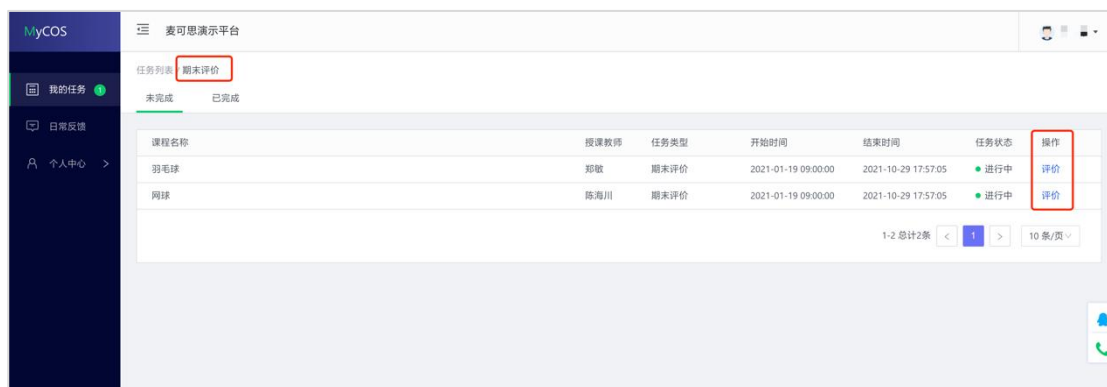 MyCOS
麦可思演示平台
任务列表 / 期末评价
我的任务 1
未完成 已完成
日常反馈
个人中心 >
课程名称 授课教师 任务类型 开始时间 结束时间 任务状态 操作
羽毛球 郑敏 期末评价 2021-01-19 09:00:00 2021-10-29 17:57:05 进行中 评价
网球 陈海川 期末评价 2021-01-19 09:00:00 2021-10-29 17:57:05 进行中 评价
1-2 总计2条 < 1 > 10 条/页